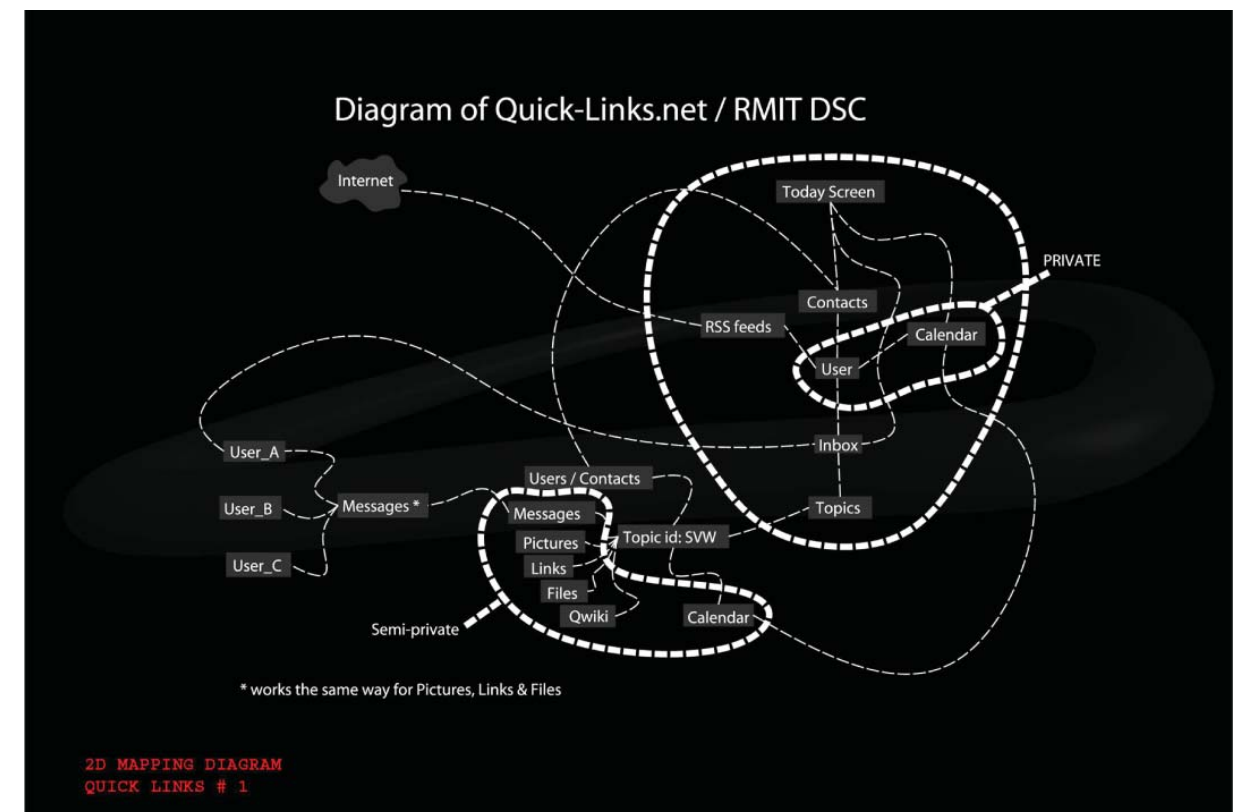 Diagram of Quick-Links.net / RMIT DSC
Internet
Today Screen
PRIVATE
Contacts
RSS feeds
Calendar
User
Inbox
User_A
Users / Contacts
User_B
Messages *
Messages
Topics
Pictures
Topic id: SVW
Links
User_C
Files
Qwiki
Calendar
Semi-private
* works the same way for Pictures, Links & Files
2D MAPPING DIAGRAM
QUICK LINKS # 1